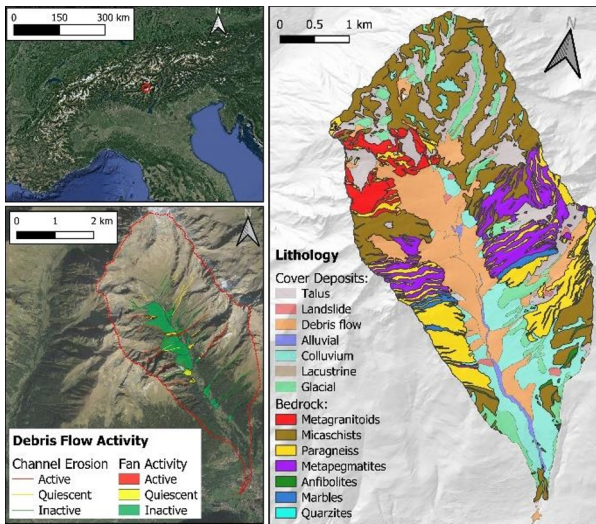 0 150 300 km
N
0 1 2 km
N
Debris Flow Activity
Channel Erosion
Active
Quiescent
Inactive
Fan Activity
Active
Quiescent
Inactive
0 0.5 1 km
N
Lithology
Cover Deposits:
Talus
Landslide
Debris flow
Alluvial
Colluvium
Lacustrine
Glacial
Bedrock:
Metagranitoids
Micaschists
Paragneiss
Metapegmatites
Anfibolites
Marbles
Quarzites